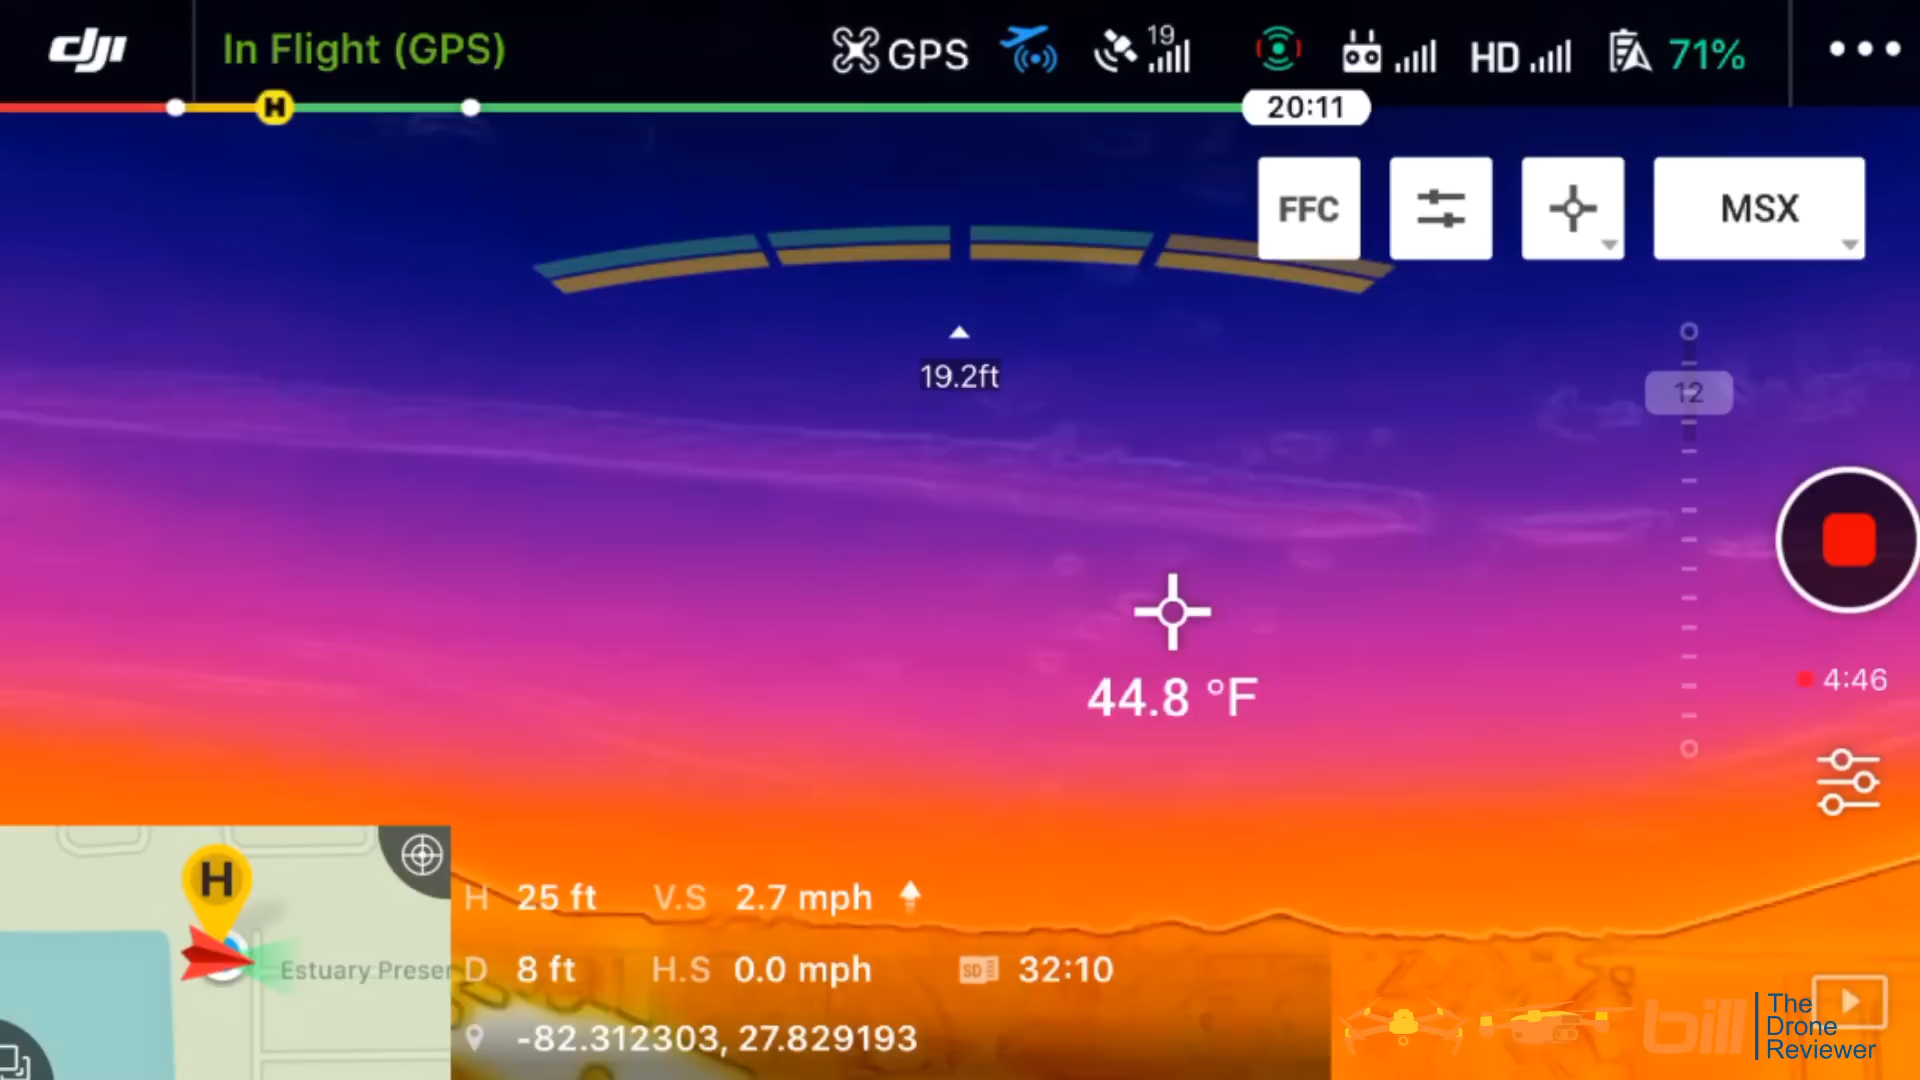 dji
In Flight (GPS)
GPS
19
HD
71%
H
20:11
FFC
MSX
19.2ft
12
44.8 °F
4:46
H
Estuary Preser
H 25 ft V.S 2.7 mph
D 8 ft H.S 0.0 mph SD 32:10
-82.312303, 27.829193
bill
The
Drone
Reviewer